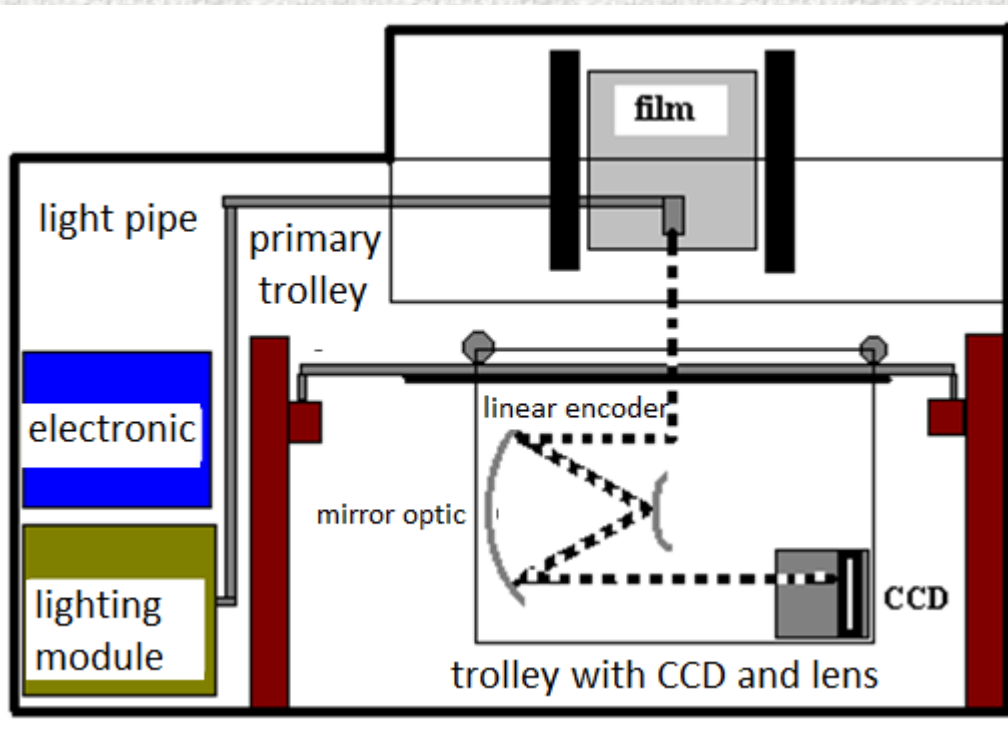 film
light pipe
primary
trolley
electronic
linear encoder
mirror optic
lighting
module
CCD
trolley with CCD and lens